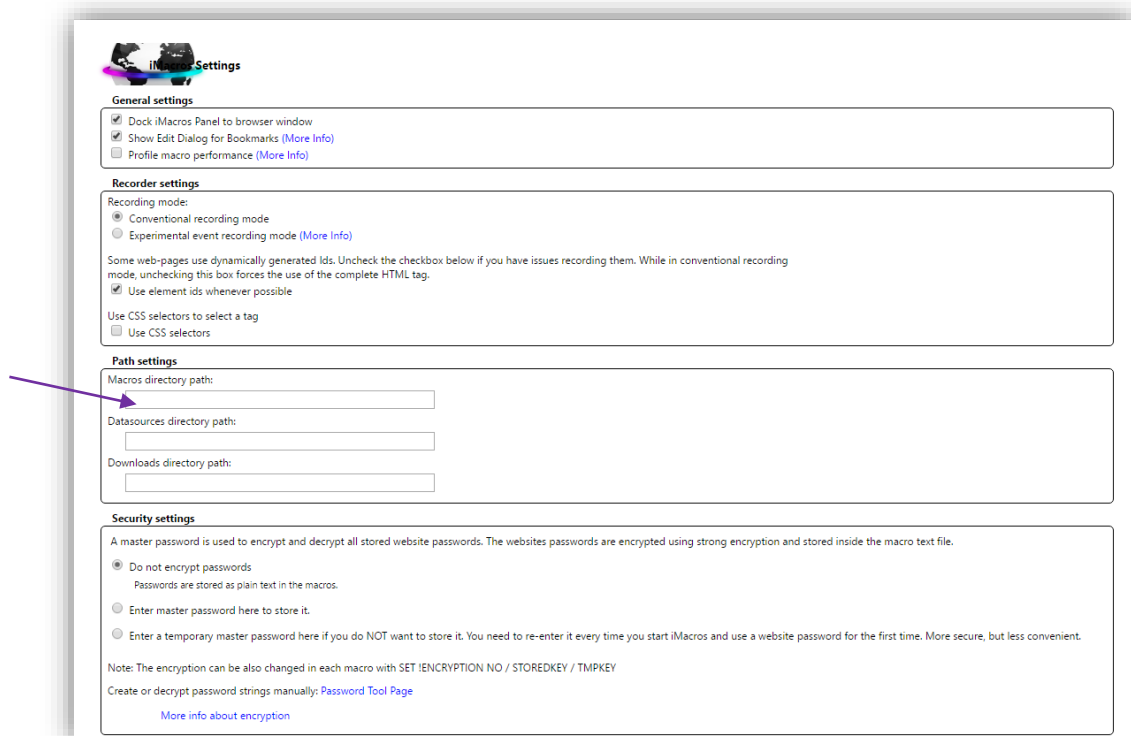 iMacros Settings
General settings
Dock iMacros Panel to browser window
Show Edit Dialog for Bookmarks (More Info)
Profile macro performance (More Info)
Recorder settings
Recording mode:
Conventional recording mode
Experimental event recording mode (More Info)
Some web-pages use dynamically generated Ids. Uncheck the checkbox below if you have issues recording them. While in conventional recording
mode, unchecking this box forces the use of the complete HTML tag.
Use element ids whenever possible
Use CSS selectors to select a tag
Use CSS selectors
Path settings
Macros directory path:
Datasources directory path:
Downloads directory path:
Security settings
A master password is used to encrypt and decrypt all stored website passwords. The websites passwords are encrypted using strong encryption and stored inside the macro text file.
Do not encrypt passwords
Passwords are stored as plain text in the macros.
Enter master password here to store it.
Enter a temporary master password here if you do NOT want to store it. You need to re-enter it every time you start iMacros and use a website password for the first time. More secure, but less convenient.
Note: The encryption can be also changed in each macro with SET !ENCRYPTION NO / STOREDKEY / TMPKEY
Create or decrypt password strings manually: Password Tool Page
More info about encryption